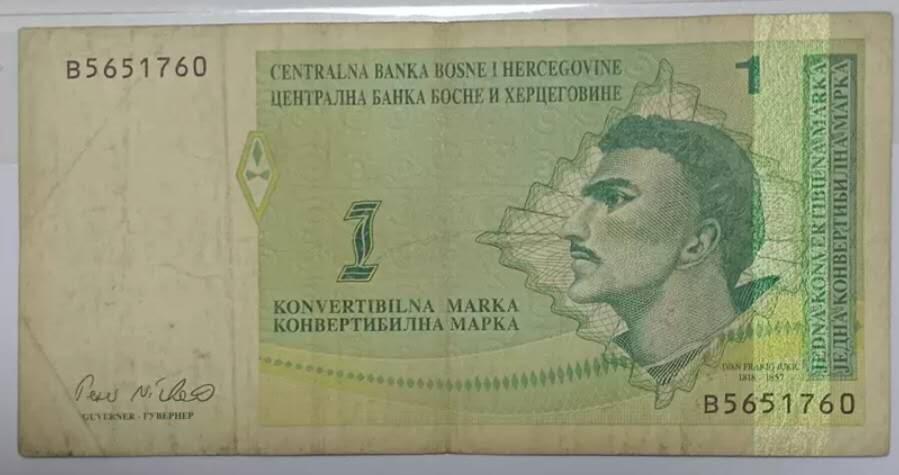 B5651760
CENTRALNA BANKA BOSNE I HERCEGOVINE
ЦЕНТРАЛНА БАНКА БОСНЕ И ХЕРЦЕГОВИНЕ
1
1
KONVERTIBILNA MARKA
КОНВЕРТИБИЛНА МАРКА
JEDNA KONVERTIBILNA MARKA
ЈЕДНА КОНВЕРТИБИЛНА МАРКА
IVAN FRANJO JUKIĆ
1818 - 1857
B5651760
GUVERNER - ГУВЕРНЕР